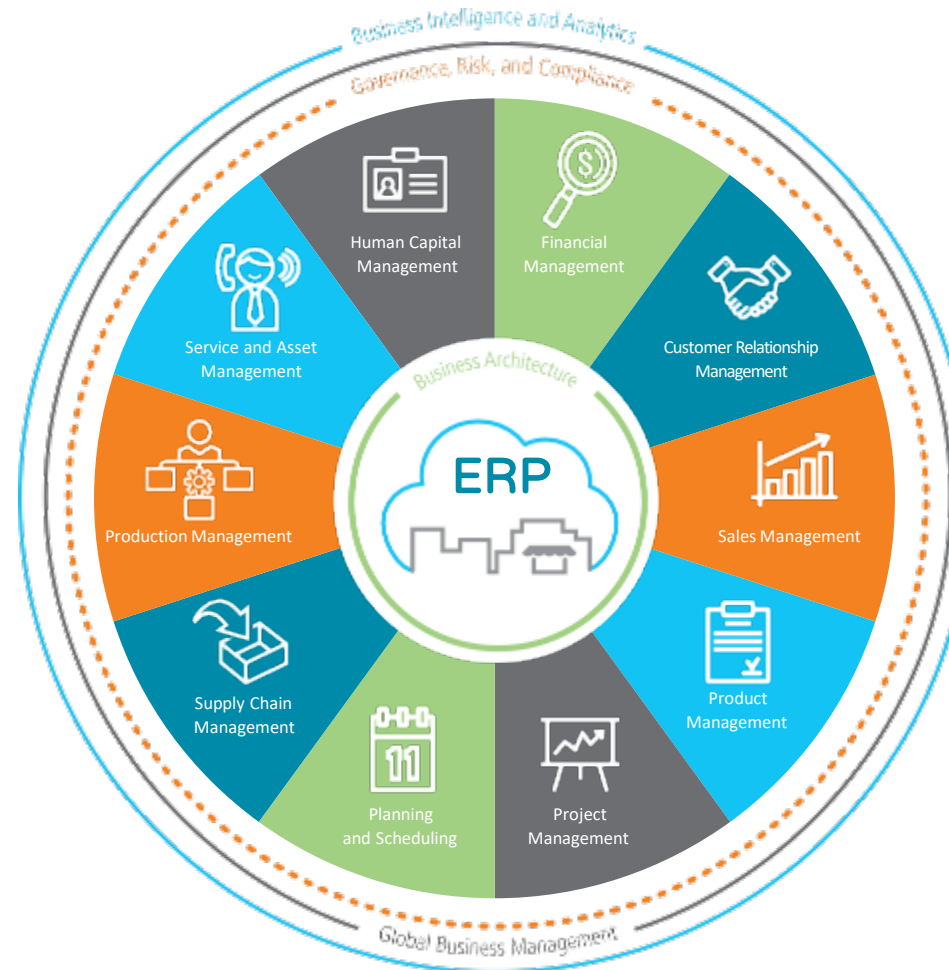 Business Intelligence and Analytics
Governance, Risk, and Compliance
Human Capital
Management
Financial
Management
Service and Asset
Management
Customer Relationship
Management
Business Architecture
ERP
Production Management
Sales Management
Supply Chain
Management
Product
Management
11
Planning
and Scheduling
Project
Management
Global Business Management